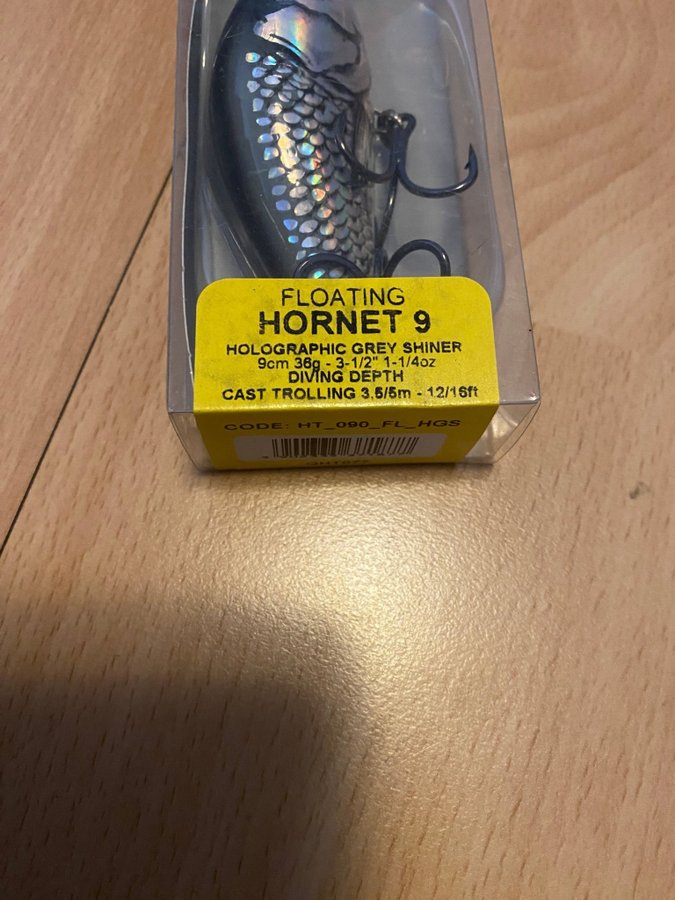 FLOATING
HORNET 9
HOLOGRAPHIC GREY SHINER
9cm 36g - 3-1/2" 1-1/4oz
DIVING DEPTH
CAST TROLLING 3.5/5m - 12/16ft
CODE: HT_090_FL_HGS